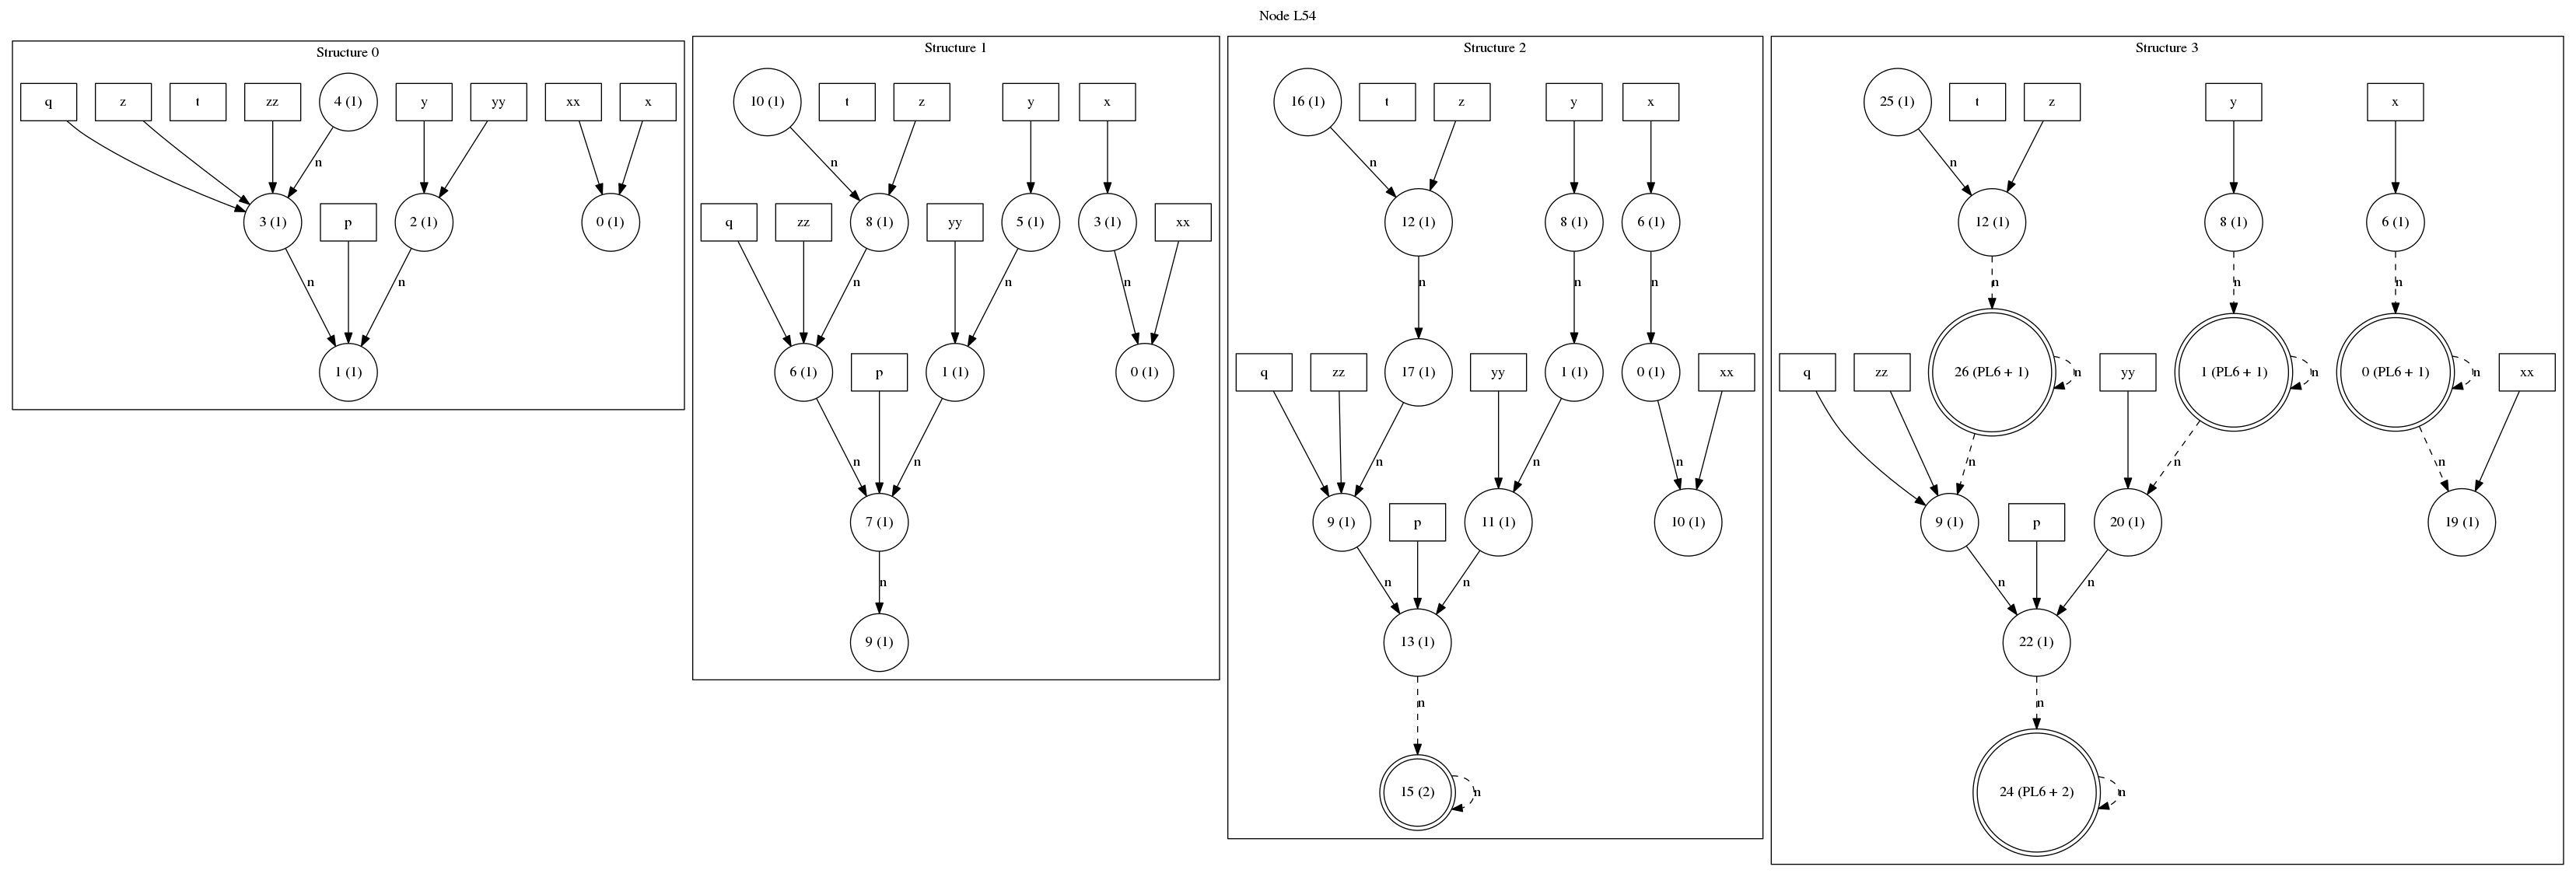 Node L54
Structure 0
q
z
t
zz
4 (1)
y
yy
xx
x
n
3 (1)
p
2 (1)
0 (1)
n
n
1 (1)
Structure 1
10 (1)
t
z
y
x
n
q
zz
8 (1)
yy
5 (1)
3 (1)
xx
n
n
n
6 (1)
p
1 (1)
0 (1)
n
n
7 (1)
n
9 (1)
Structure 2
16 (1)
t
z
y
x
n
12 (1)
8 (1)
6 (1)
n
n
n
q
zz
17 (1)
yy
1 (1)
0 (1)
xx
n
n
n
9 (1)
p
11 (1)
10 (1)
n
n
13 (1)
n
15 (2)
n
Structure 3
25 (1)
t
z
y
x
n
12 (1)
8 (1)
6 (1)
n
n
n
q
zz
26 (PL6 + 1)
n
yy
1 (PL6 + 1)
n
0 (PL6 + 1)
n
xx
n
n
n
9 (1)
p
20 (1)
19 (1)
n
n
22 (1)
n
24 (PL6 + 2)
n